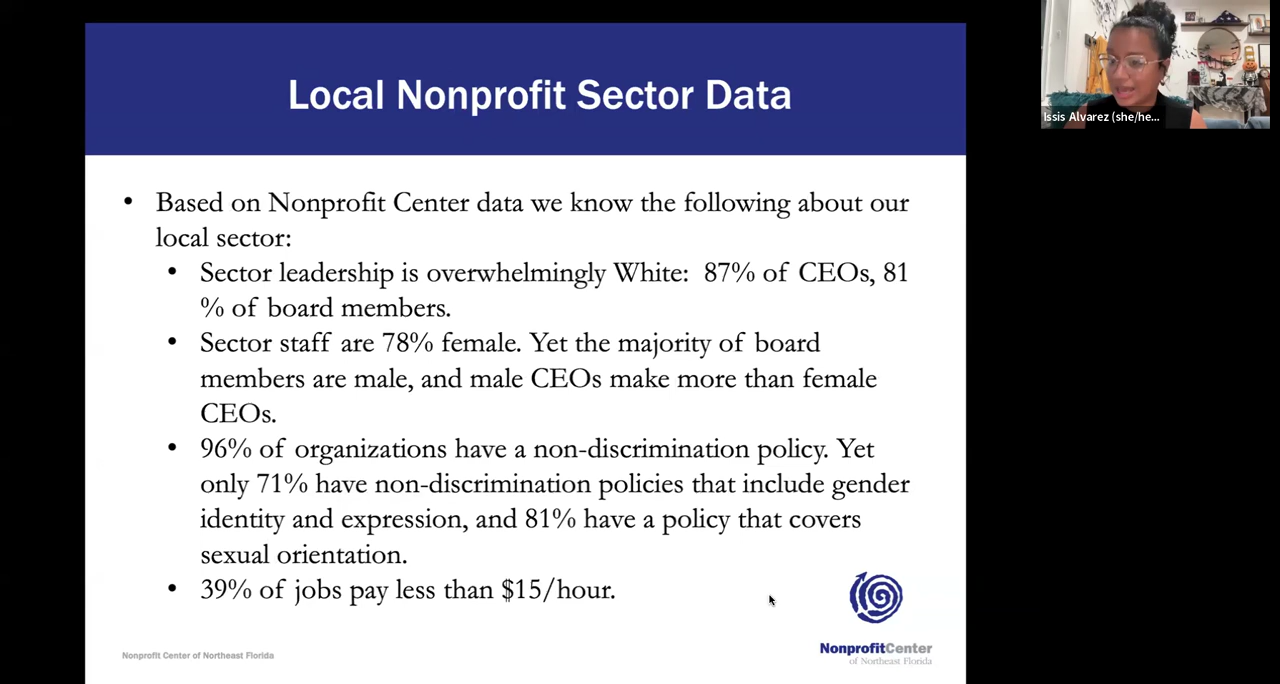 Local Nonprofit Sector Data
• Based on Nonprofit Center data we know the following about our
local sector:
• Sector leadership is overwhelmingly White: 87% of CEOs, 81
% of board members.
• Sector staff are 78% female. Yet the majority of board
members are male, and male CEOs make more than female
CEOs.
• 96% of organizations have a non-discrimination policy. Yet
only 71% have non-discrimination policies that include gender
identity and expression, and 81% have a policy that covers
sexual orientation.
• 39% of jobs pay less than $15/hour.
Nonprofit Center of Northeast Florida
NonprofitCenter
of Northeast Florida
Issis Alvarez (she/he...